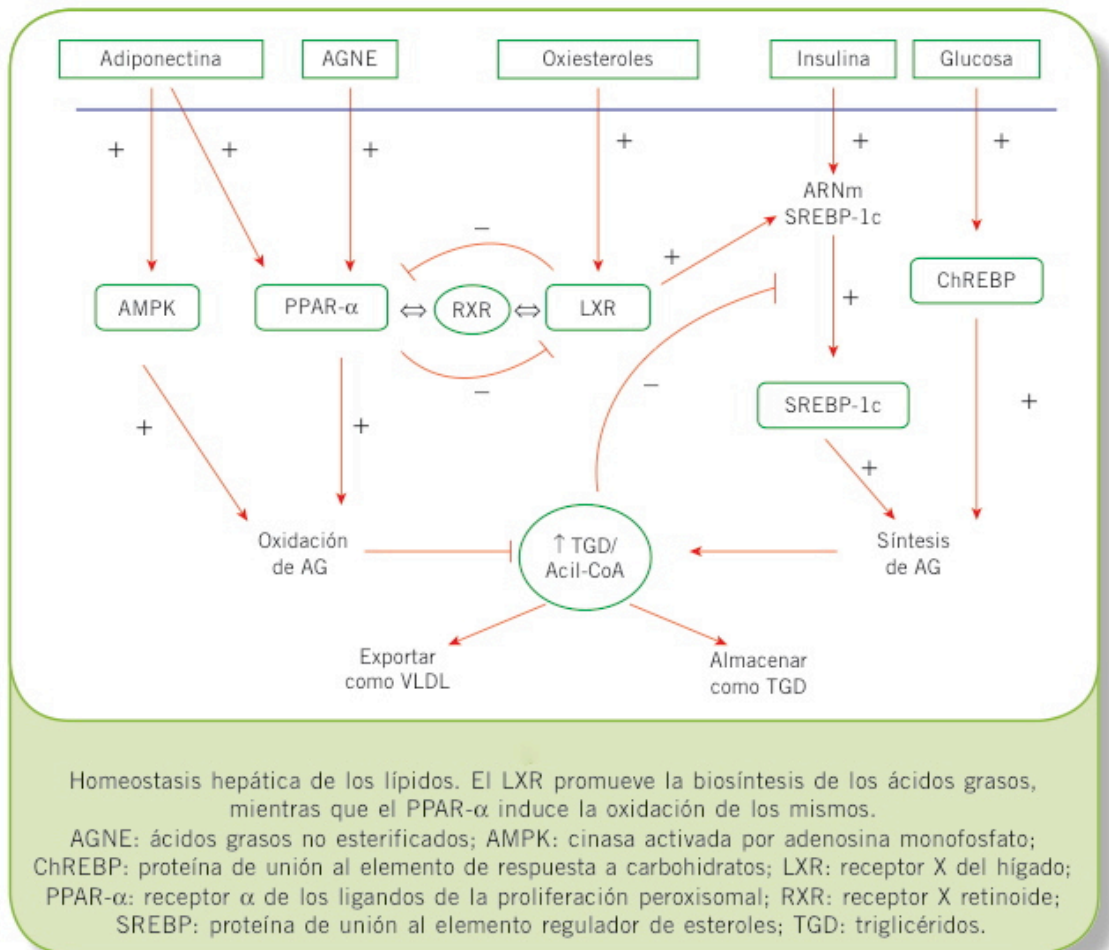 Adiponectina
AGNE
Oxiesteroles
Insulina
Glucosa
+
+
+
+
+
+
ARNm
SREBP-1c
−
+
AMPK
PPAR-α
⇔
RXR
⇔
LXR
ChREBP
+
−
−
SREBP-1c
+
+
+
+
Oxidación
de AG
↑ TGD/
Acil-CoA
Síntesis
de AG
Exportar
como VLDL
Almacenar
como TGD
Homeostasis hepática de los lípidos. El LXR promueve la biosíntesis de los ácidos grasos,
mientras que el PPAR-α induce la oxidación de los mismos.
AGNE: ácidos grasos no esterificados; AMPK: cinasa activada por adenosina monofosfato;
ChREBP: proteína de unión al elemento de respuesta a carbohidratos; LXR: receptor X del hígado;
PPAR-α: receptor α de los ligandos de la proliferación peroxisomal; RXR: receptor X retinoide;
SREBP: proteína de unión al elemento regulador de esteroles; TGD: triglicéridos.